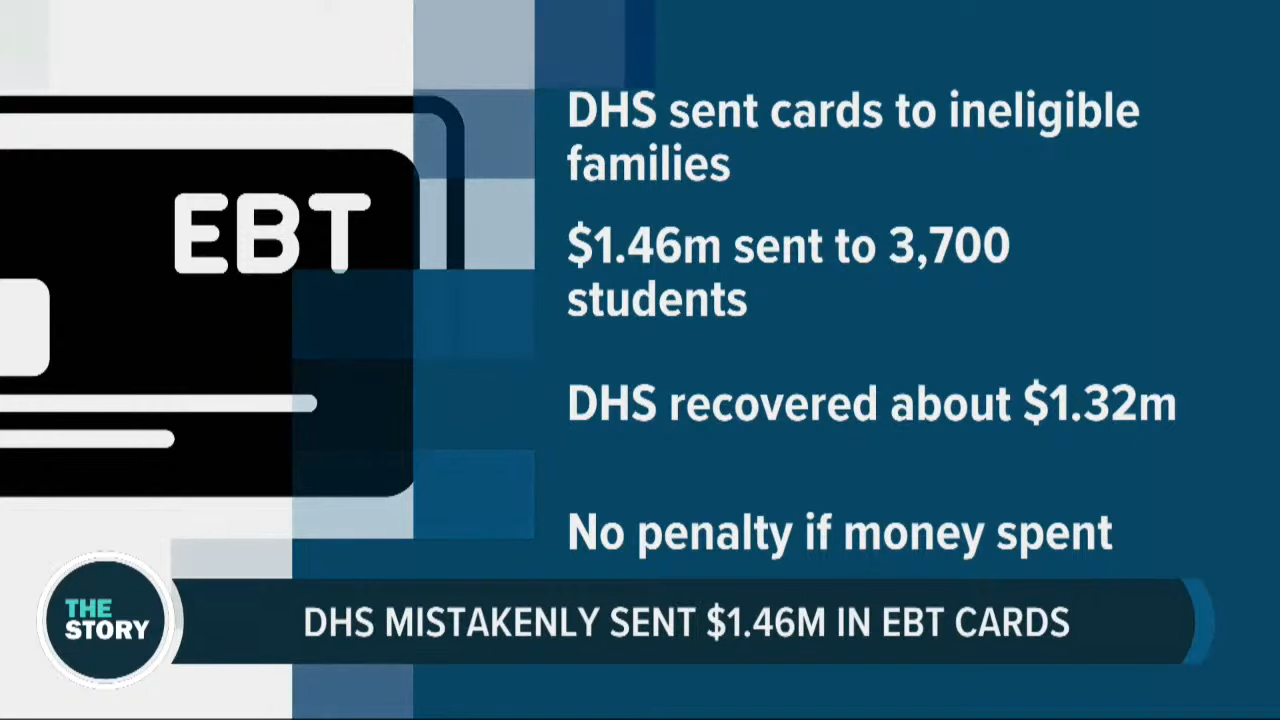 EBT
DHS sent cards to ineligible
families
$1.46m sent to 3,700
students
DHS recovered about $1.32m
No penalty if money spent
THE
STORY
DHS MISTAKENLY SENT $1.46M IN EBT CARDS